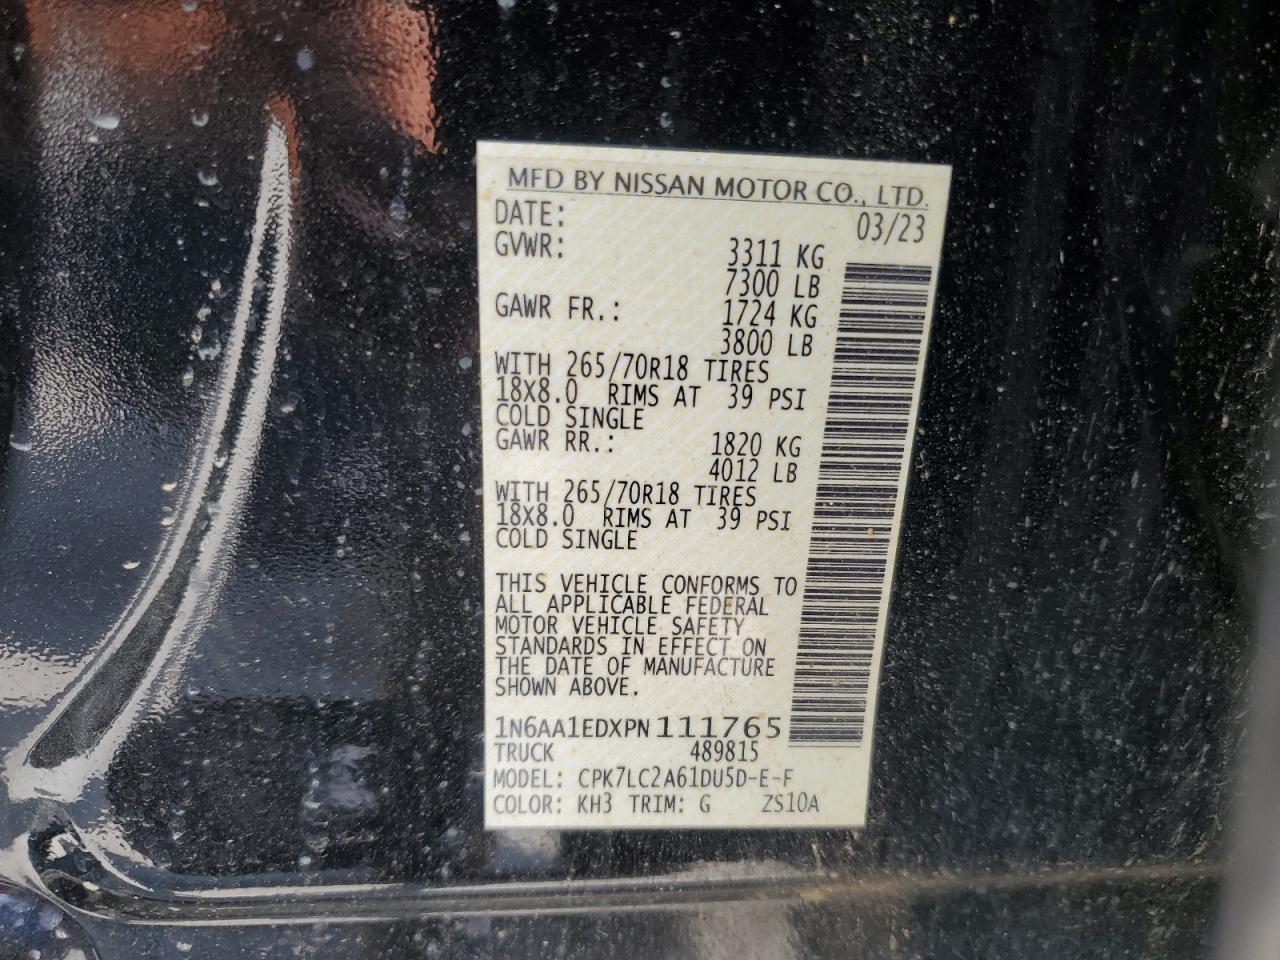 MFD BY NISSAN MOTOR CO., LTD.
DATE: 03/23
GVWR: 3311 KG
7300 LB
GAWR FR.: 1724 KG
3800 LB
WITH 265/70R18 TIRES
18X8.0 RIMS AT 39 PSI
COLD SINGLE
GAWR RR.: 1820 KG
4012 LB
WITH 265/70R18 TIRES
18X8.0 RIMS AT 39 PSI
COLD SINGLE
THIS VEHICLE CONFORMS TO
ALL APPLICABLE FEDERAL
MOTOR VEHICLE SAFETY
STANDARDS IN EFFECT ON
THE DATE OF MANUFACTURE
SHOWN ABOVE.
1N6AA1EDXPN111765
TRUCK 489815
MODEL: CPK7LC2A61DU5D-E-F
COLOR: KH3 TRIM: G ZS10A